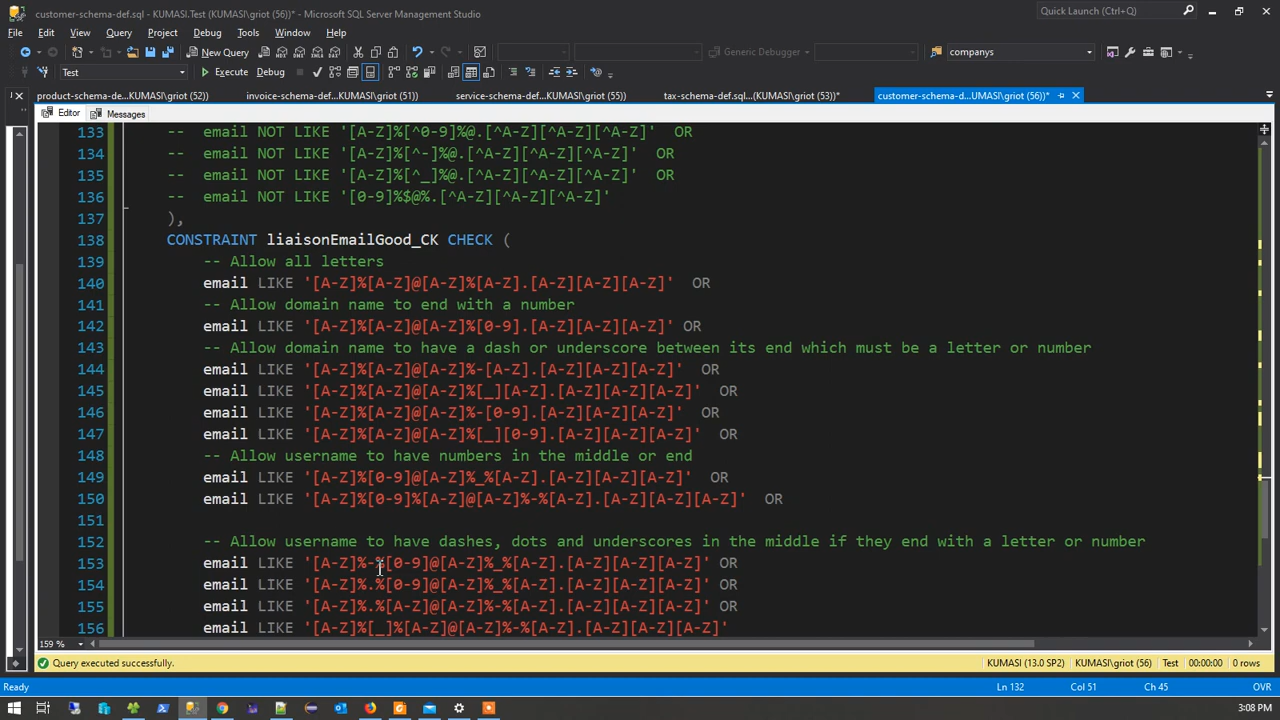 customer-schema-def.sql - KUMASI.Test (KUMASI\griot (56))* - Microsoft SQL Server Management Studio
Quick Launch (Ctrl+Q)
File Edit View Query Project Debug Tools Window Help
New Query
Generic Debugger
companys
Test
Execute Debug
product-schema-de...KUMASI\griot (52)) invoice-schema-def...KUMASI\griot (51)) service-schema-def...KUMASI\griot (55)) tax-schema-def.sql...(KUMASI\griot (53))* customer-schema-d...UMASI\griot (56))*
Editor Messages
133 -- email NOT LIKE '[A-Z]%[^0-9]%@.[^A-Z][^A-Z][^A-Z]' OR
134 -- email NOT LIKE '[A-Z]%[^-]%@.[^A-Z][^A-Z][^A-Z]' OR
135 -- email NOT LIKE '[A-Z]%[^_]%@.[^A-Z][^A-Z][^A-Z]' OR
136 -- email NOT LIKE '[0-9]%$@%.[^A-Z][^A-Z][^A-Z]'
137 ),
138 CONSTRAINT liaisonEmailGood_CK CHECK (
139 -- Allow all letters
140 email LIKE '[A-Z]%[A-Z]@[A-Z]%[A-Z].[A-Z][A-Z][A-Z]' OR
141 -- Allow domain name to end with a number
142 email LIKE '[A-Z]%[A-Z]@[A-Z]%[0-9].[A-Z][A-Z][A-Z]' OR
143 -- Allow domain name to have a dash or underscore between its end which must be a letter or number
144 email LIKE '[A-Z]%[A-Z]@[A-Z]%-[A-Z].[A-Z][A-Z][A-Z]' OR
145 email LIKE '[A-Z]%[A-Z]@[A-Z]%[_][A-Z].[A-Z][A-Z][A-Z]' OR
146 email LIKE '[A-Z]%[A-Z]@[A-Z]%-[0-9].[A-Z][A-Z][A-Z]' OR
147 email LIKE '[A-Z]%[A-Z]@[A-Z]%[_][0-9].[A-Z][A-Z][A-Z]' OR
148 -- Allow username to have numbers in the middle or end
149 email LIKE '[A-Z]%[0-9]@[A-Z]%_%[A-Z].[A-Z][A-Z][A-Z]' OR
150 email LIKE '[A-Z]%[0-9]%[A-Z]@[A-Z]%-%[A-Z].[A-Z][A-Z][A-Z]' OR
151
152 -- Allow username to have dashes, dots and underscores in the middle if they end with a letter or number
153 email LIKE '[A-Z]%-%[0-9]@[A-Z]%_%[A-Z].[A-Z][A-Z][A-Z]' OR
154 email LIKE '[A-Z]%.%[0-9]@[A-Z]%_%[A-Z].[A-Z][A-Z][A-Z]' OR
155 email LIKE '[A-Z]%.%[A-Z]@[A-Z]%-%[A-Z].[A-Z][A-Z][A-Z]' OR
156 email LIKE '[A-Z]%[_]%[A-Z]@[A-Z]%-%[A-Z].[A-Z][A-Z][A-Z]'
159 %
Query executed successfully. KUMASI (13.0 SP2) KUMASI\griot (56) Test 00:00:00 0 rows
Ready Ln 132 Col 51 Ch 45 OVR
3:08 PM